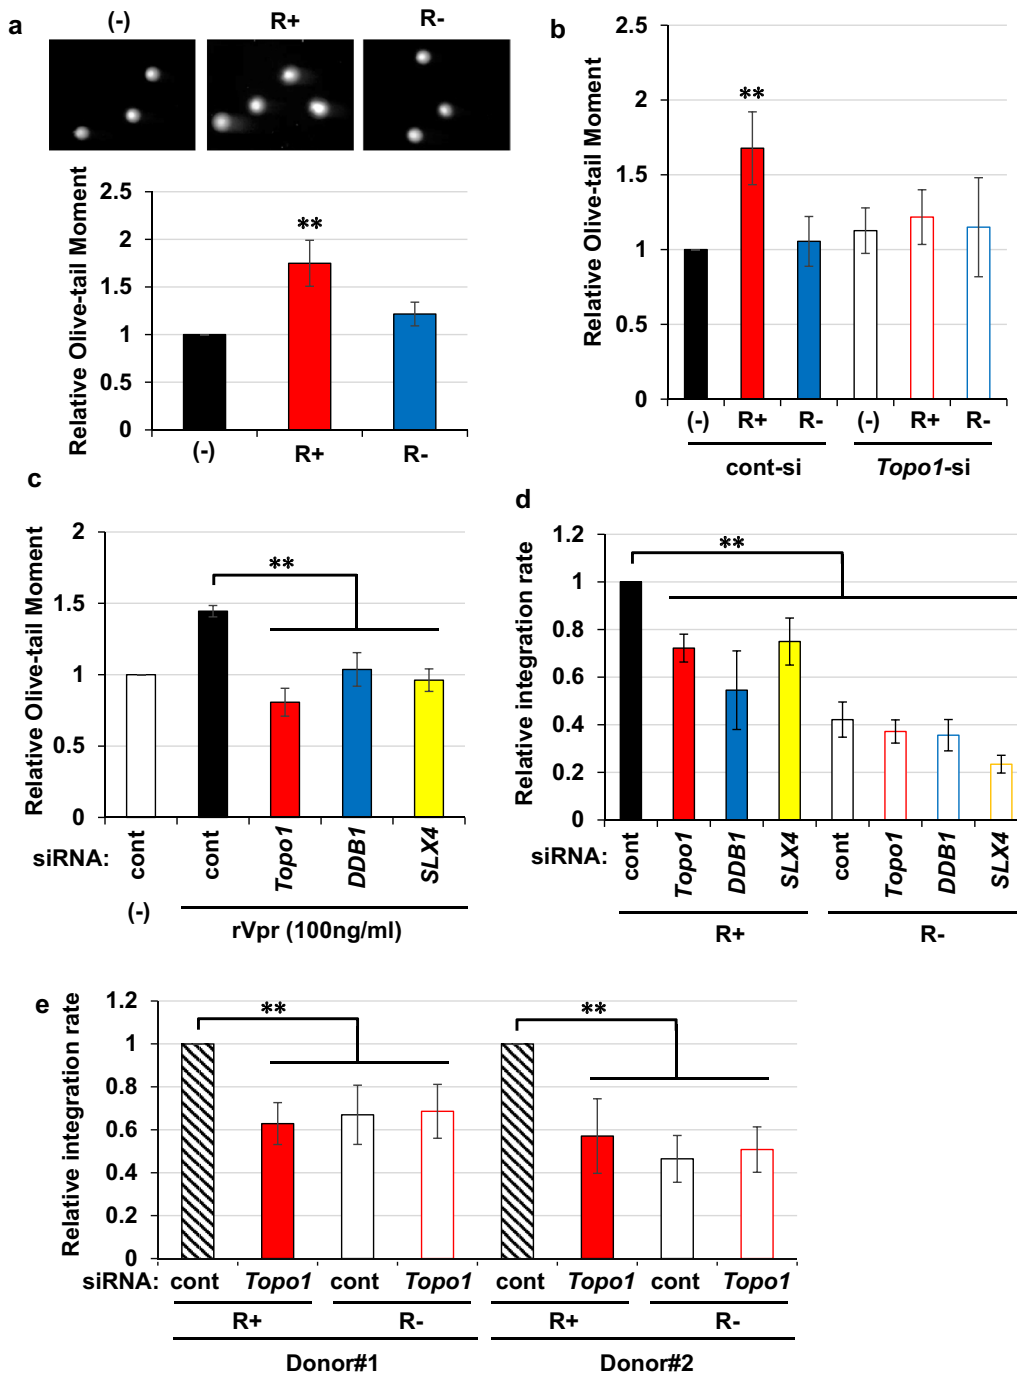 a
(-) R+ R-
Relative Olive-tail Moment
2.5
2
1.5
1
0.5
0
**
(-) R+ R-
b
Relative Olive-tail Moment
2.5
2
1.5
1
0.5
0
**
(-) R+ R- (-) R+ R-
cont-si Topo1-si
c
Relative Olive-tail Moment
2
1.5
1
0.5
0
**
siRNA: cont cont Topo1 DDB1 SLX4
(-)
rVpr (100ng/ml)
d
Relative integration rate
1.2
1
0.8
0.6
0.4
0.2
0
**
siRNA: cont Topo1 DDB1 SLX4 cont Topo1 DDB1 SLX4
R+ R-
e
Relative integration rate
1.2
1
0.8
0.6
0.4
0.2
0
** **
siRNA: cont Topo1 cont Topo1 cont Topo1 cont Topo1
R+ R- R+ R-
Donor#1 Donor#2